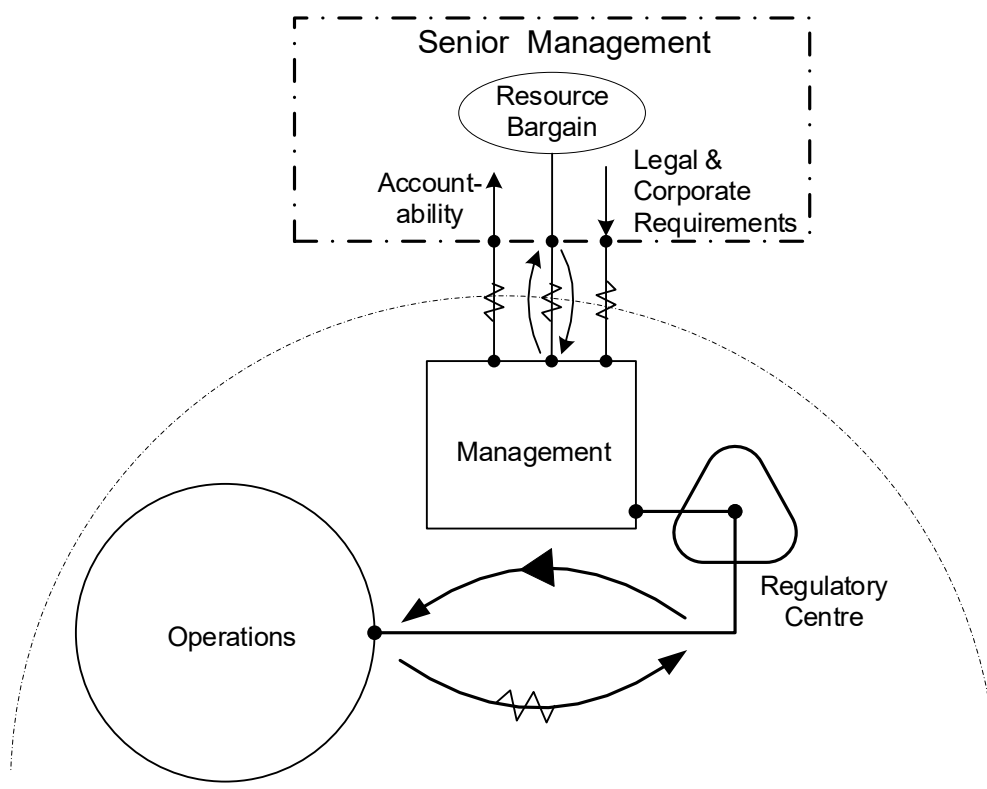 Senior Management
Resource
Bargain
Account-
ability
Legal &
Corporate
Requirements
Management
Regulatory
Centre
Operations